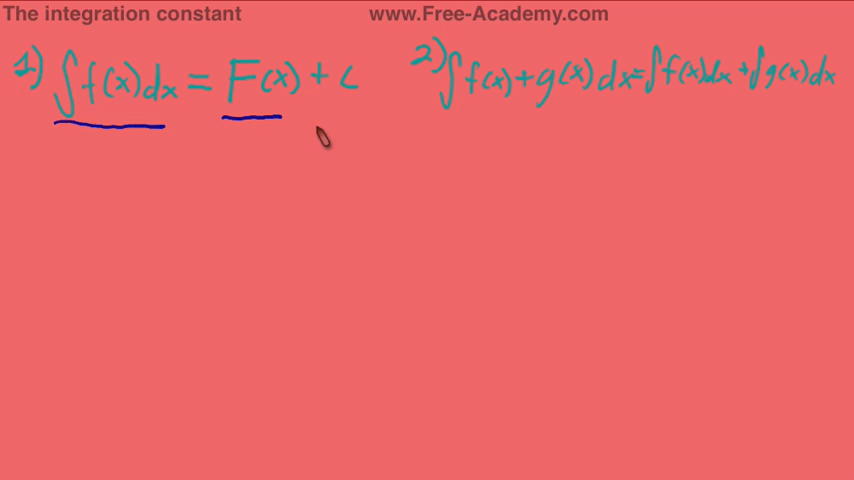 The integration constant www.Free-Academy.com
1) ∫f(x)dx = F(x) + c 2) ∫f(x)+g(x)dx=∫f(x)dx+∫g(x)dx